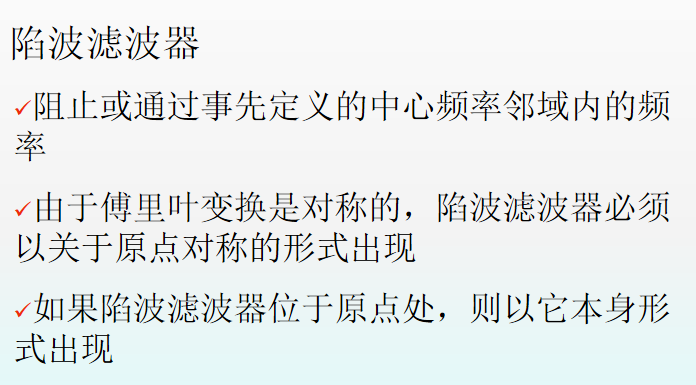 陷波滤波器
✓阻止或通过事先定义的中心频率邻域内的频
率
✓由于傅里叶变换是对称的，陷波滤波器必须
以关于原点对称的形式出现
✓如果陷波滤波器位于原点处，则以它本身形
式出现